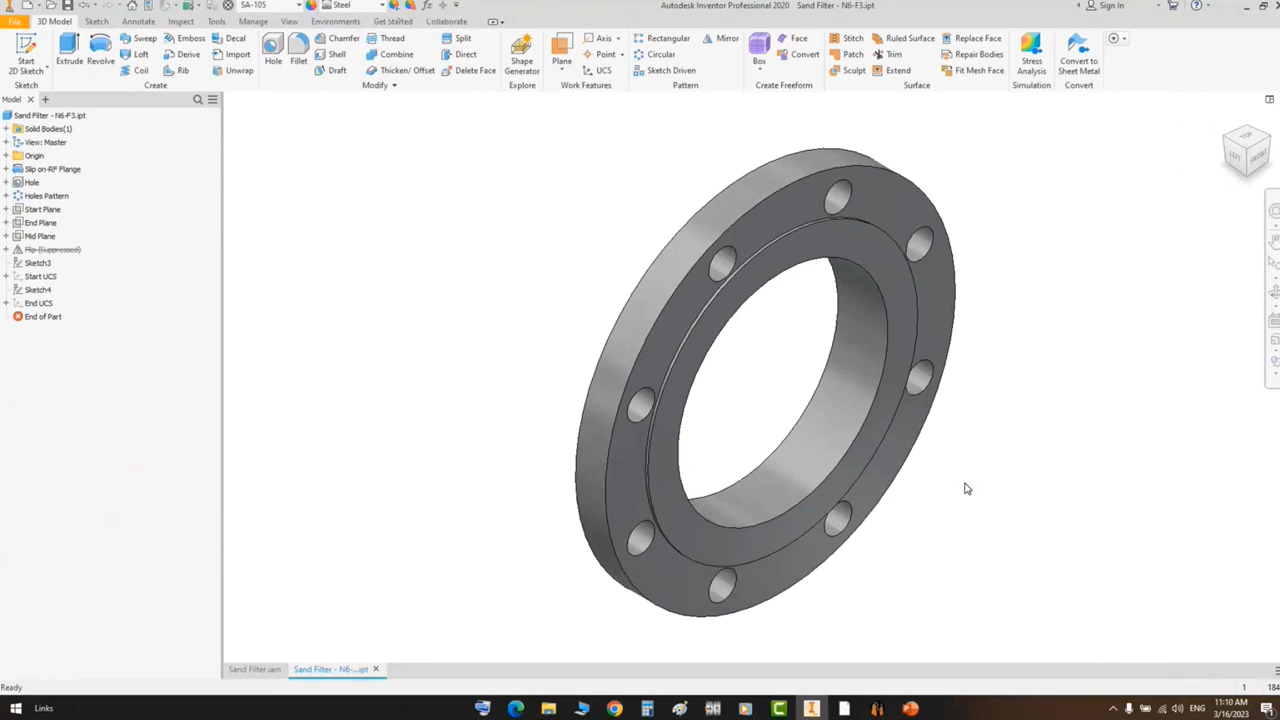 SA-105
Steel
Autodesk Inventor Professional 2020 Sand Filter - N6-F3.ipt
Sign In
File 3D Model Sketch Annotate Inspect Tools Manage View Environments Get Started Collaborate
Start
2D Sketch
Extrude
Revolve
Sweep
Emboss
Decal
Loft
Derive
Import
Coil
Rib
Unwrap
Hole
Fillet
Chamfer
Thread
Split
Shell
Combine
Direct
Draft
Thicken/ Offset
Delete Face
Shape
Generator
Plane
Axis
Point
UCS
Rectangular
Mirror
Circular
Sketch Driven
Box
Face
Convert
Stitch
Ruled Surface
Replace Face
Patch
Trim
Repair Bodies
Sculpt
Extend
Fit Mesh Face
Stress
Analysis
Convert to
Sheet Metal
Sketch
Create
Modify
Explore
Work Features
Pattern
Create Freeform
Surface
Simulation
Convert
Model
Sand Filter - N6-F3.ipt
Solid Bodies(1)
View: Master
Origin
Slip on-RF Flange
Hole
Holes Pattern
Start Plane
End Plane
Mid Plane
Flip (Suppressed)
Sketch3
Start UCS
Sketch4
End UCS
End of Part
TOP
LEFT
FRONT
Sand Filter.iam
Sand Filter - N6-...ipt
Ready
1
184
Links
11:10 AM
3/16/2023